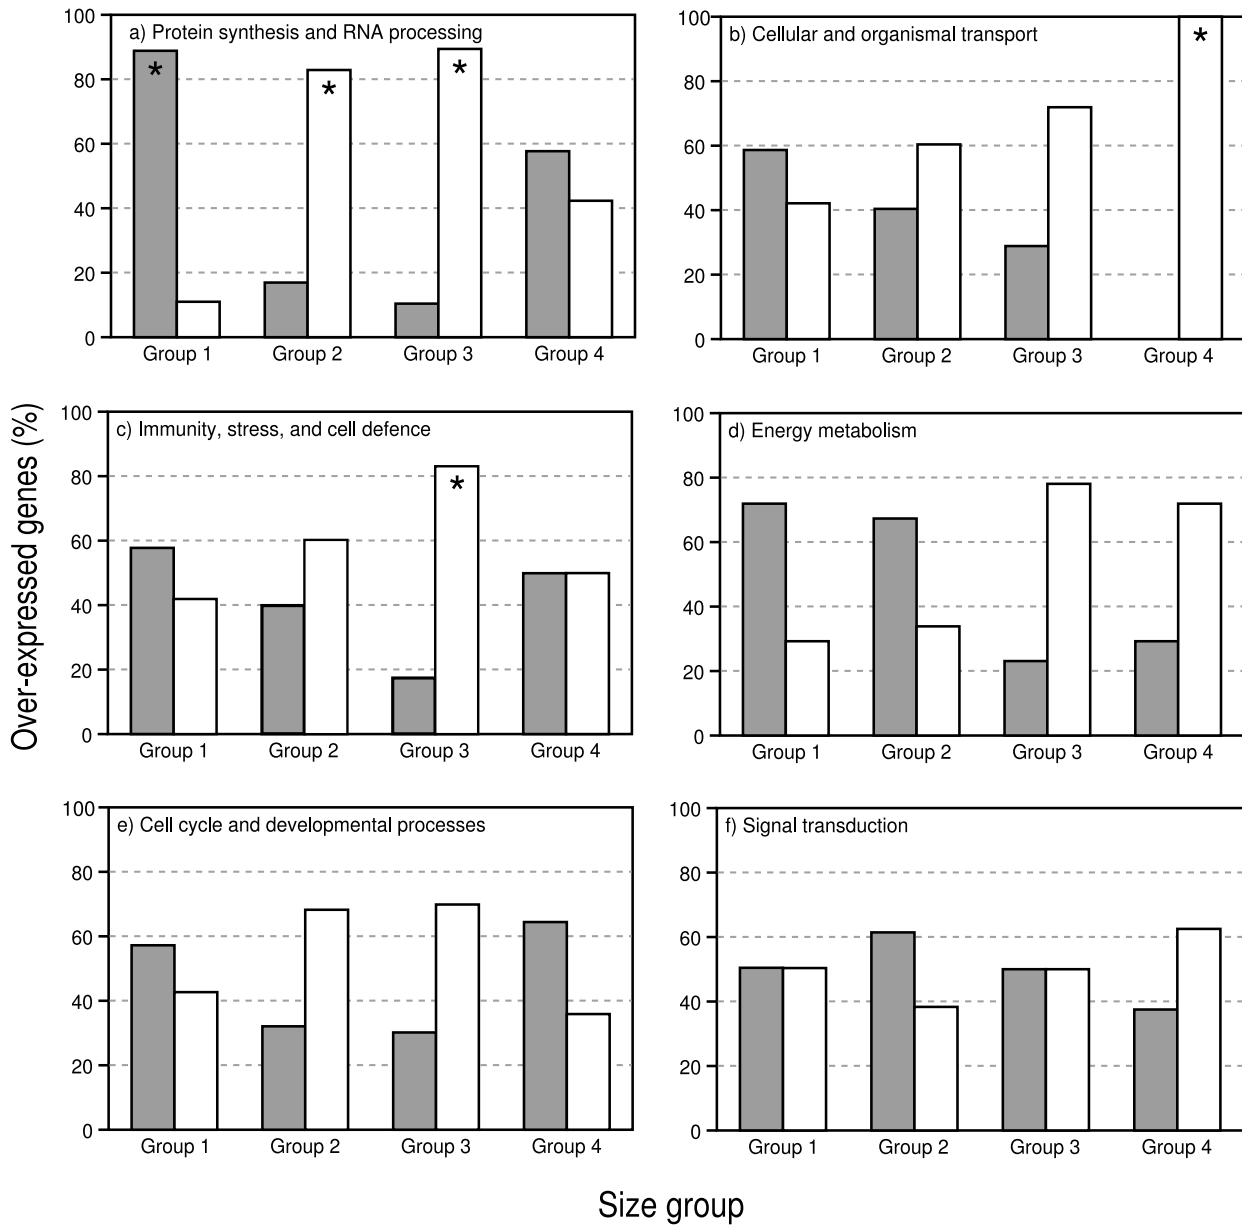 a) Protein synthesis and RNA processing
100
80
60
40
20
0
*
*
*
Group 1 Group 2 Group 3 Group 4
b) Cellular and organismal transport
100
80
60
40
20
0
*
Group 1 Group 2 Group 3 Group 4
Over-expressed genes (%)
c) Immunity, stress, and cell defence
100
80
60
40
20
0
*
Group 1 Group 2 Group 3 Group 4
d) Energy metabolism
100
80
60
40
20
0
Group 1 Group 2 Group 3 Group 4
e) Cell cycle and developmental processes
100
80
60
40
20
0
Group 1 Group 2 Group 3 Group 4
f) Signal transduction
100
80
60
40
20
0
Group 1 Group 2 Group 3 Group 4
Size group